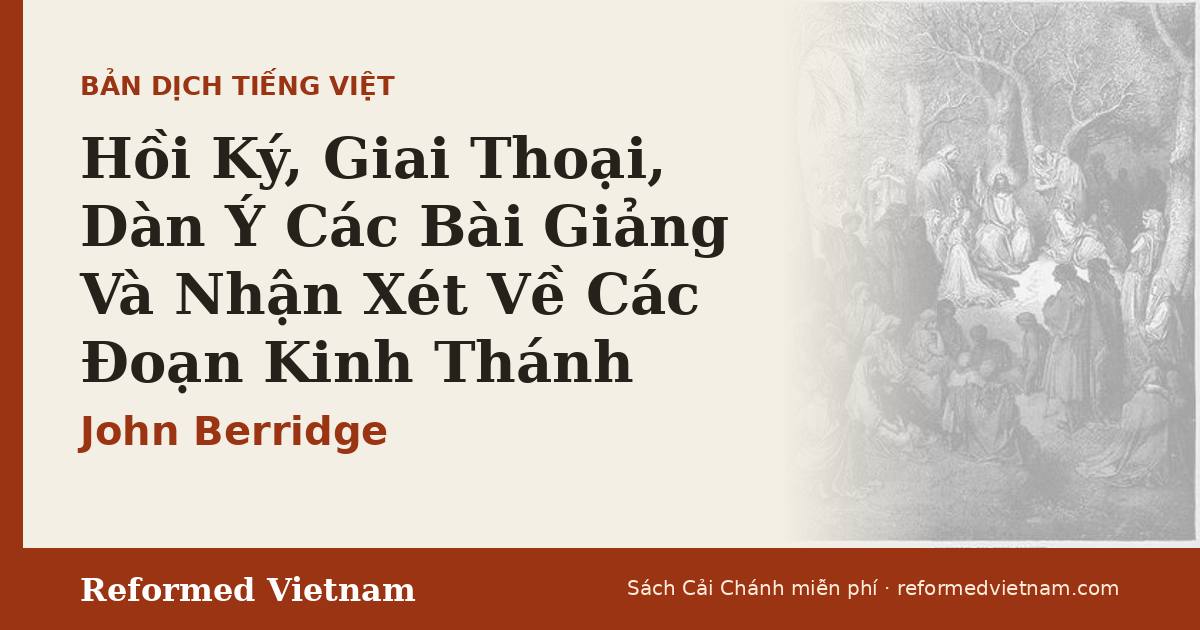 BẢN DỊCH TIẾNG VIỆT
Hồi Ký, Giai Thoại,
Dàn Ý Các Bài Giảng
Và Nhận Xét Về Các
Đoạn Kinh Thánh
John Berridge
Reformed Vietnam
Sách Cải Chánh miễn phí · reformedvietnam.com